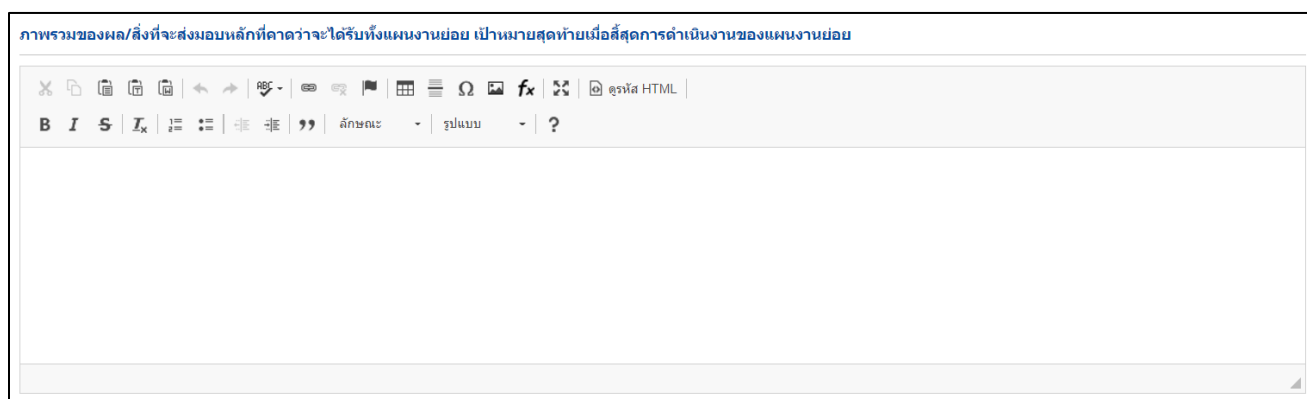 ภาพรวมของผล/สิ่งที่จะส่งมอบหลักที่คาดว่าจะได้รับทั้งแผนงานย่อย เป้าหมายสุดท้ายเมื่อสิ้สุดการดำเนินงานของแผนงานย่อย
ABC Ω fx ดูรหัส HTML
B I S Ix ลักษณะ รูปแบบ ?